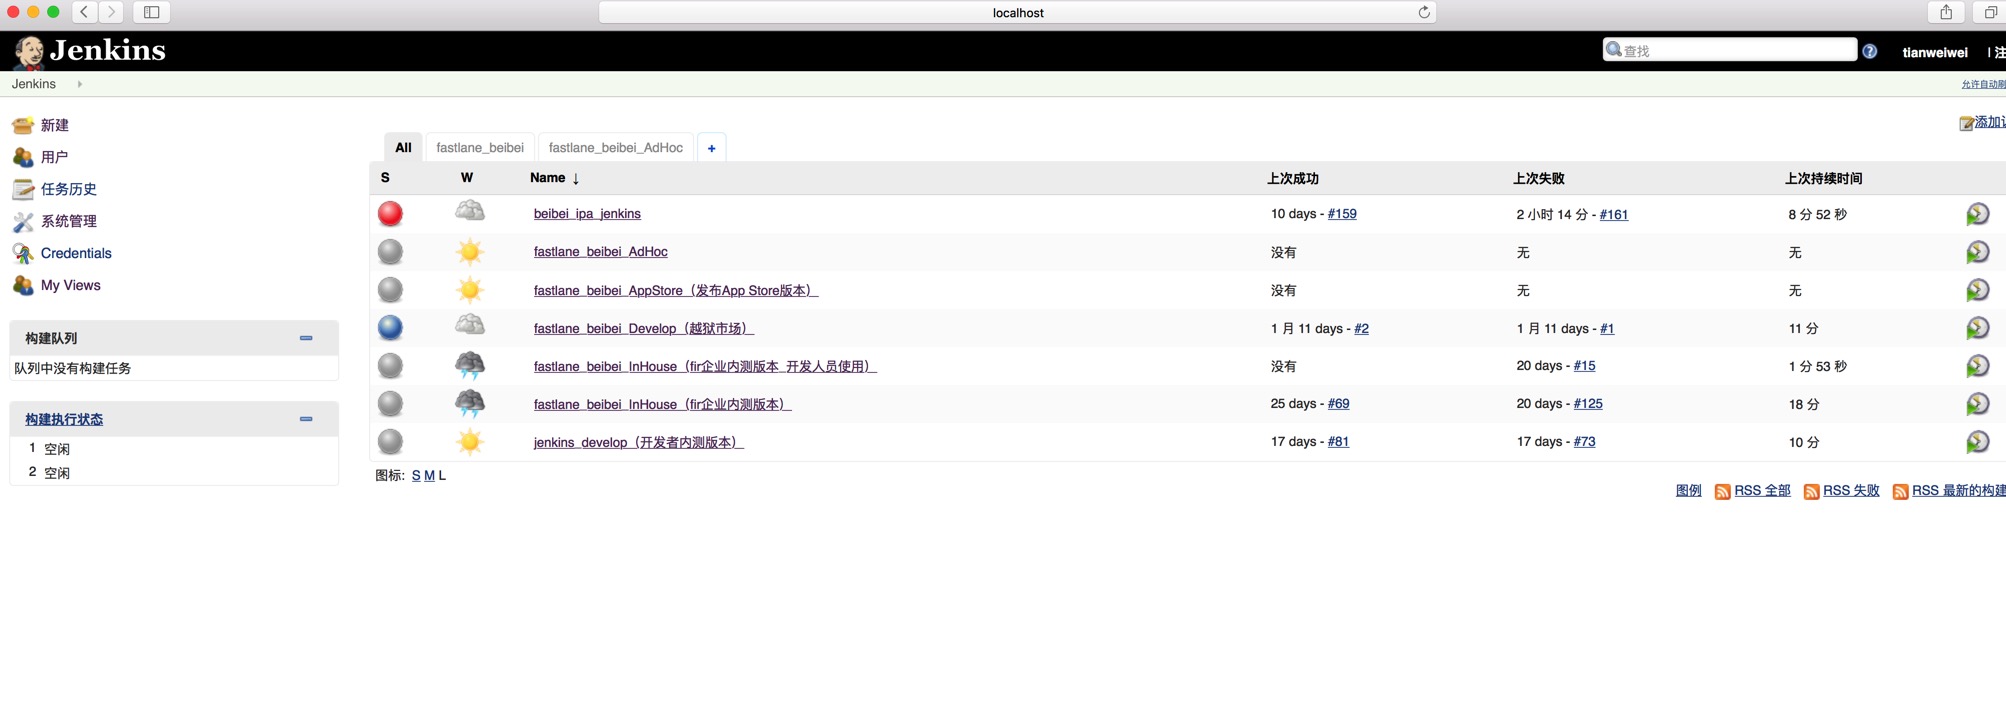 localhost
Jenkins
查找
tianweiwei | 注
Jenkins
允许自动刷
新建
用户
任务历史
系统管理
Credentials
My Views
构建队列
队列中没有构建任务
构建执行状态
1 空闲
2 空闲
添加
All fastlane_beibei fastlane_beibei_AdHoc +
S W Name ↓ 上次成功 上次失败 上次持续时间
beibei_ipa_jenkins 10 days - #159 2 小时 14 分 - #161 8 分 52 秒
fastlane_beibei_AdHoc 没有 无 无
fastlane_beibei_AppStore（发布App Store版本） 没有 无 无
fastlane_beibei_Develop（越狱市场） 1 月 11 days - #2 1 月 11 days - #1 11 分
fastlane_beibei_InHouse（fir企业内测版本_开发人员使用） 没有 20 days - #15 1 分 53 秒
fastlane_beibei_InHouse（fir企业内测版本） 25 days - #69 20 days - #125 18 分
jenkins_develop（开发者内测版本） 17 days - #81 17 days - #73 10 分
图标: S M L
图例 RSS 全部 RSS 失败 RSS 最新的构建